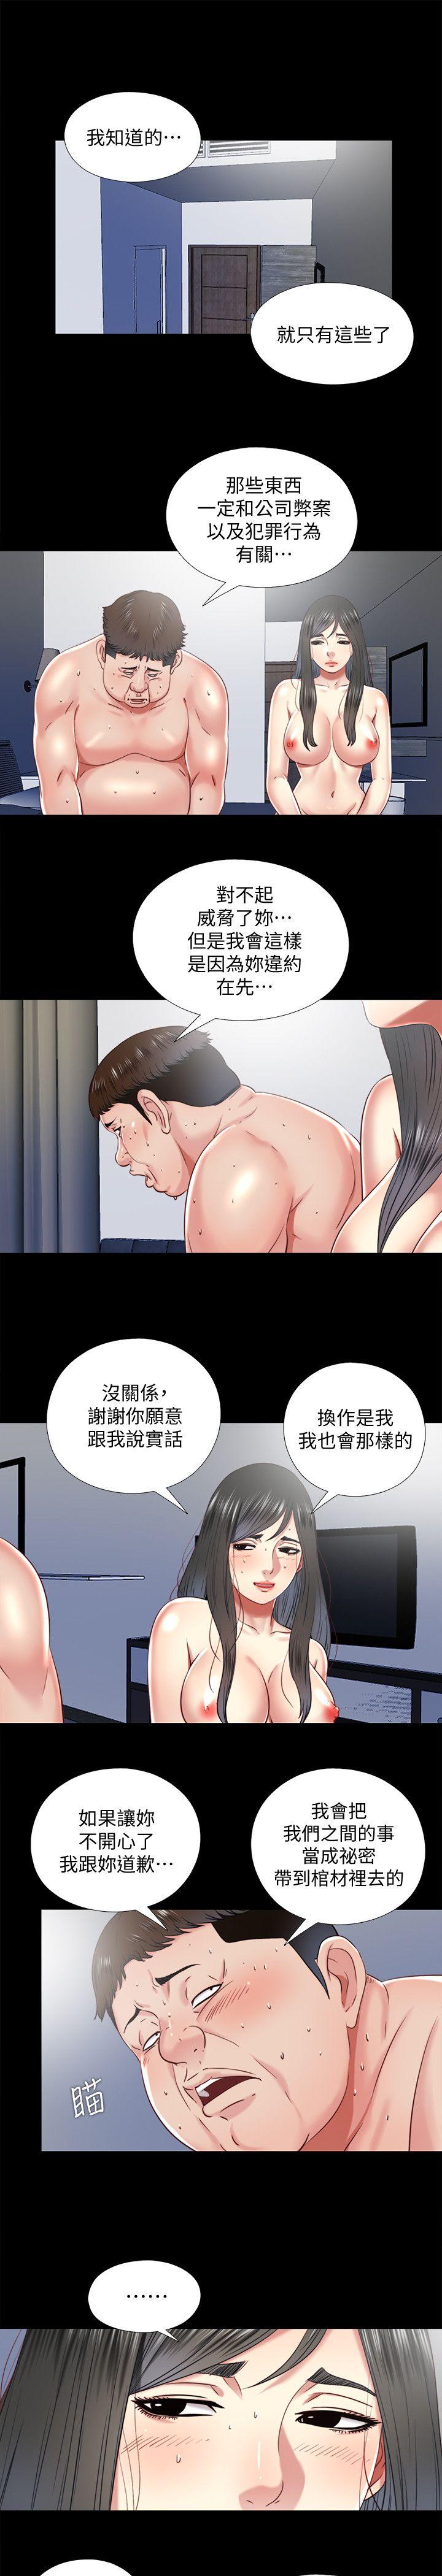 我知道的…
就只有這些了
那些東西
一定和公司弊案
以及犯罪行為
有關…
對不起
威脅了妳…
但是我會這樣
是因為妳違約
在先…
沒關係，
謝謝你願意
跟我說實話
換作是我
我也會那樣的
如果讓妳
不開心了
我跟妳道歉…
我會把
我們之間的事
當成祕密
帶到棺材裡去的
瞄
……